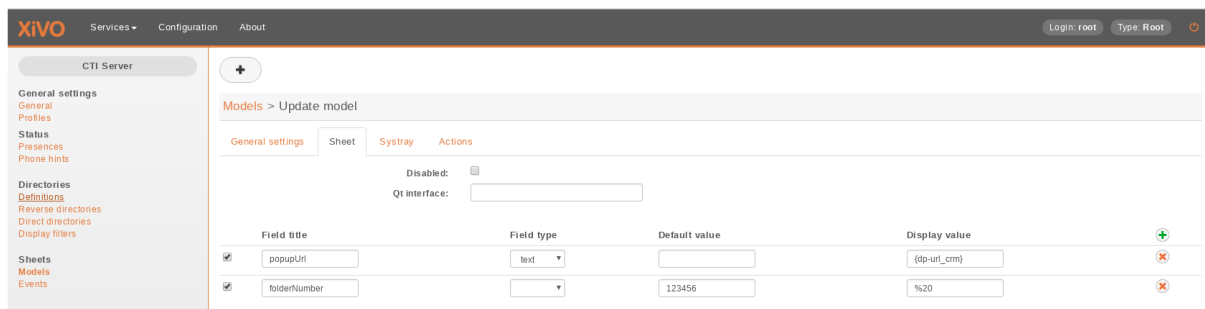 XiVO Services Configuration About Login: root Type: Root
CTI Server
General settings
General
Profiles
Status
Presences
Phone hints
Directories
Definitions
Reverse directories
Direct directories
Display filters
Sheets
Models
Events
+
Models > Update model
General settings Sheet Systray Actions
Disabled:
Qt interface:
Field title Field type Default value Display value
popupUrl text {dp-url_crm}
folderNumber 123456 %20